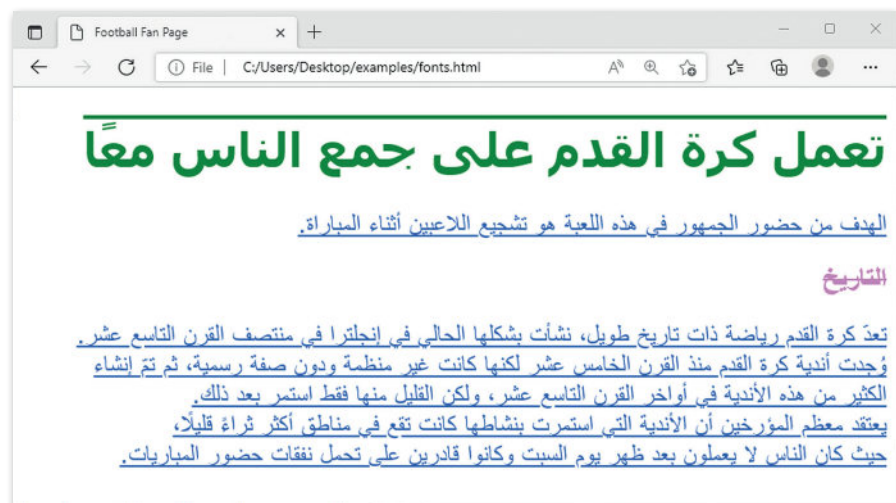 Football Fan Page
File | C:/Users/Desktop/examples/fonts.html
تعمل كرة القدم على جمع الناس معًا
الهدف من حضور الجمهور في هذه اللعبة هو تشجيع اللاعبين أثناء المباراة.
التاريخ
تعدّ كرة القدم رياضة ذات تاريخ طويل، نشأت بشكلها الحالي في إنجلترا في منتصف القرن التاسع عشر.
وُجدت أندية كرة القدم منذ القرن الخامس عشر لكنها كانت غير منظمة ودون صفة رسمية، ثم تمّ إنشاء
الكثير من هذه الأندية في أواخر القرن التاسع عشر، ولكن القليل منها فقط استمر بعد ذلك.
يعتقد معظم المؤرخين أن الأندية التي استمرت بنشاطها كانت تقع في مناطق أكثر ثراءً قليلًا،
حيث كان الناس لا يعملون بعد ظهر يوم السبت وكانوا قادرين على تحمل نفقات حضور المباريات.